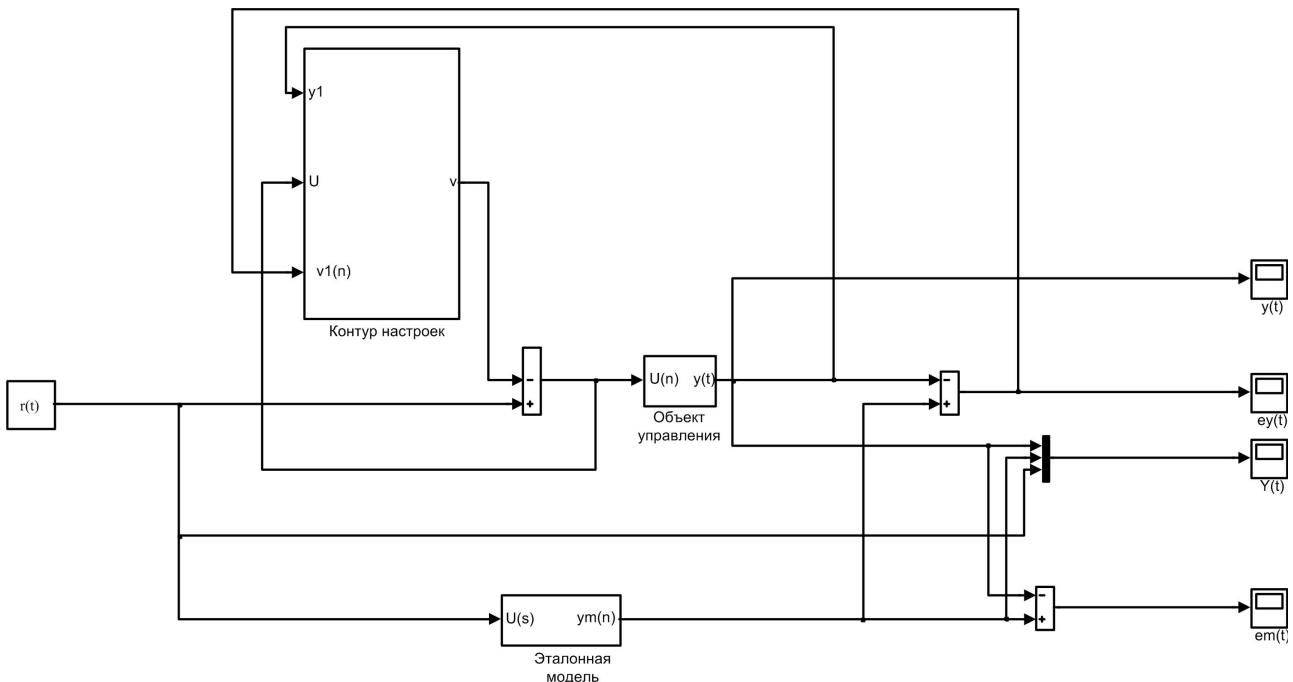 y1
U
v
v1(n)
Контур настроек
y(t)
-
+
r(t)
U(n) y(t)
Объект
управления
-
+
ey(t)
Y(t)
-
+
em(t)
U(s) ym(n)
Эталонная
модель